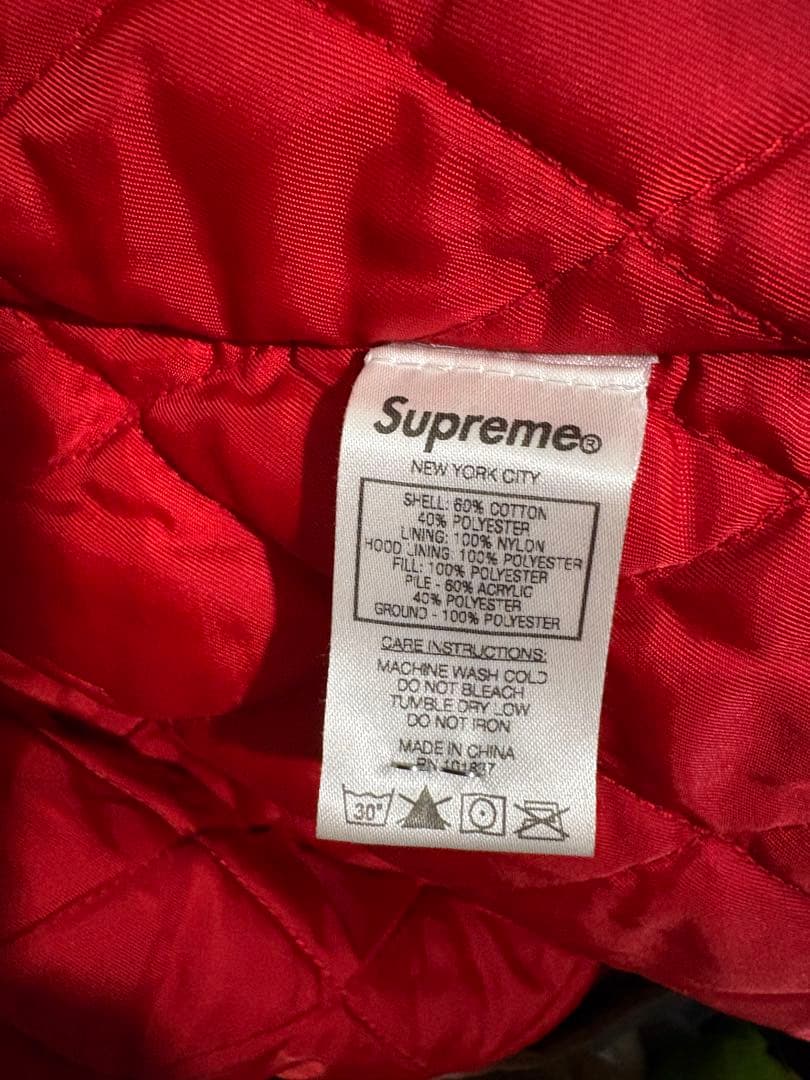 Supreme®
NEW YORK CITY
SHELL: 60% COTTON
40% POLYESTER
LINING: 100% NYLON
HOOD LINING: 100% POLYESTER
FILL: 100% POLYESTER
PILE - 60% ACRYLIC
40% POLYESTER
GROUND - 100% POLYESTER
CARE INSTRUCTIONS:
MACHINE WASH COLD
DO NOT BLEACH
TUMBLE DRY LOW
DO NOT IRON
MADE IN CHINA
RN 101837
30°